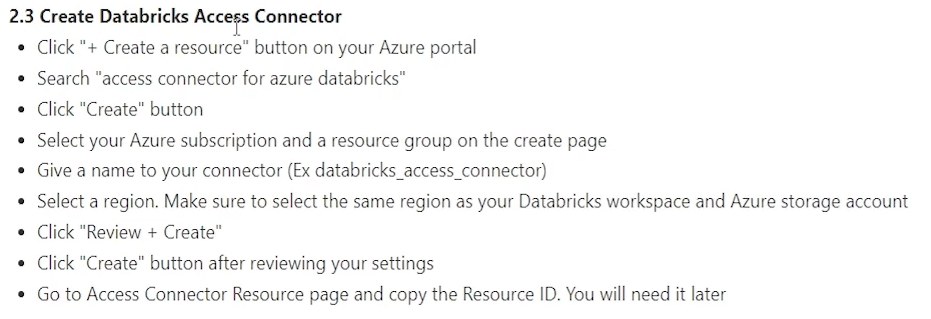 2.3 Create Databricks Access Connector
• Click "+ Create a resource" button on your Azure portal
• Search "access connector for azure databricks"
• Click "Create" button
• Select your Azure subscription and a resource group on the create page
• Give a name to your connector (Ex databricks_access_connector)
• Select a region. Make sure to select the same region as your Databricks workspace and Azure storage account
• Click "Review + Create"
• Click "Create" button after reviewing your settings
• Go to Access Connector Resource page and copy the Resource ID. You will need it later